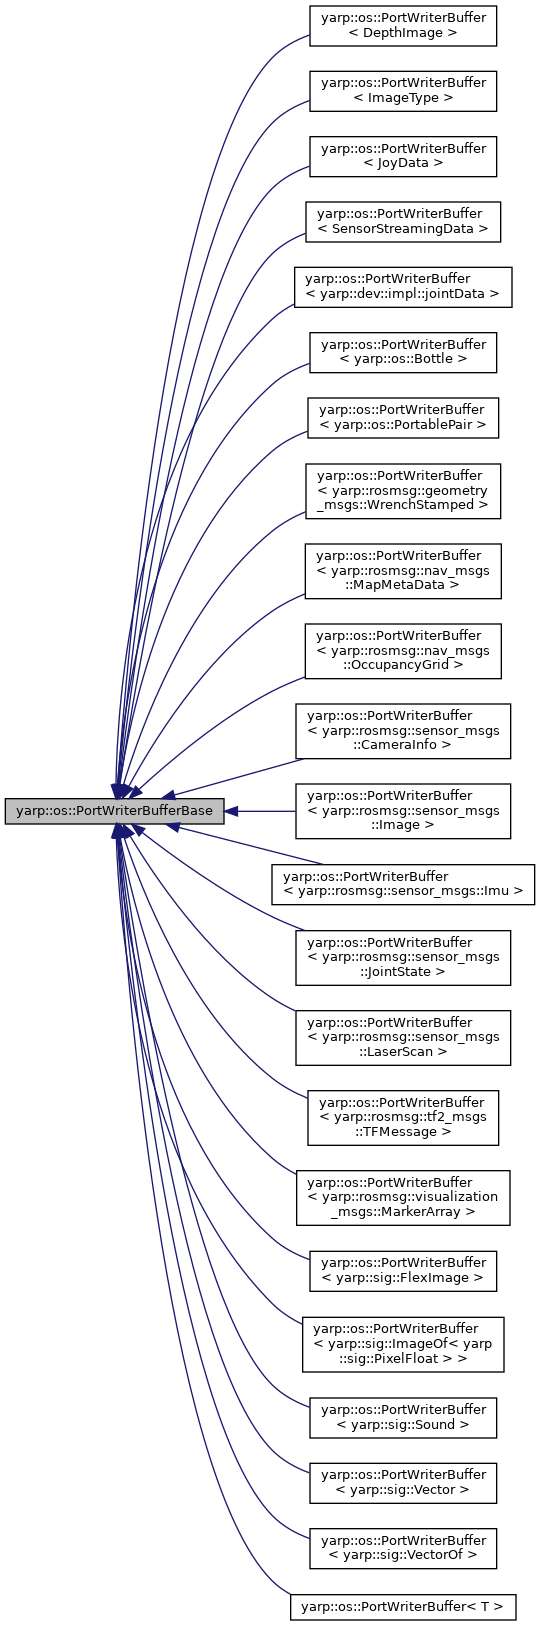 yarp::os::PortWriterBuffer
< DepthImage >
yarp::os::PortWriterBuffer
< ImageType >
yarp::os::PortWriterBuffer
< JoyData >
yarp::os::PortWriterBuffer
< SensorStreamingData >
yarp::os::PortWriterBuffer
< yarp::dev::impl::jointData >
yarp::os::PortWriterBuffer
< yarp::os::Bottle >
yarp::os::PortWriterBuffer
< yarp::os::PortablePair >
yarp::os::PortWriterBuffer
< yarp::rosmsg::geometry
_msgs::WrenchStamped >
yarp::os::PortWriterBuffer
< yarp::rosmsg::nav_msgs
::MapMetaData >
yarp::os::PortWriterBuffer
< yarp::rosmsg::nav_msgs
::OccupancyGrid >
yarp::os::PortWriterBuffer
< yarp::rosmsg::sensor_msgs
::CameraInfo >
yarp::os::PortWriterBufferBase
yarp::os::PortWriterBuffer
< yarp::rosmsg::sensor_msgs
::Image >
yarp::os::PortWriterBuffer
< yarp::rosmsg::sensor_msgs::Imu >
yarp::os::PortWriterBuffer
< yarp::rosmsg::sensor_msgs
::JointState >
yarp::os::PortWriterBuffer
< yarp::rosmsg::sensor_msgs
::LaserScan >
yarp::os::PortWriterBuffer
< yarp::rosmsg::tf2_msgs
::TFMessage >
yarp::os::PortWriterBuffer
< yarp::rosmsg::visualization
_msgs::MarkerArray >
yarp::os::PortWriterBuffer
< yarp::sig::FlexImage >
yarp::os::PortWriterBuffer
< yarp::sig::ImageOf< yarp
::sig::PixelFloat > >
yarp::os::PortWriterBuffer
< yarp::sig::Sound >
yarp::os::PortWriterBuffer
< yarp::sig::Vector >
yarp::os::PortWriterBuffer
< yarp::sig::VectorOf >
yarp::os::PortWriterBuffer< T >